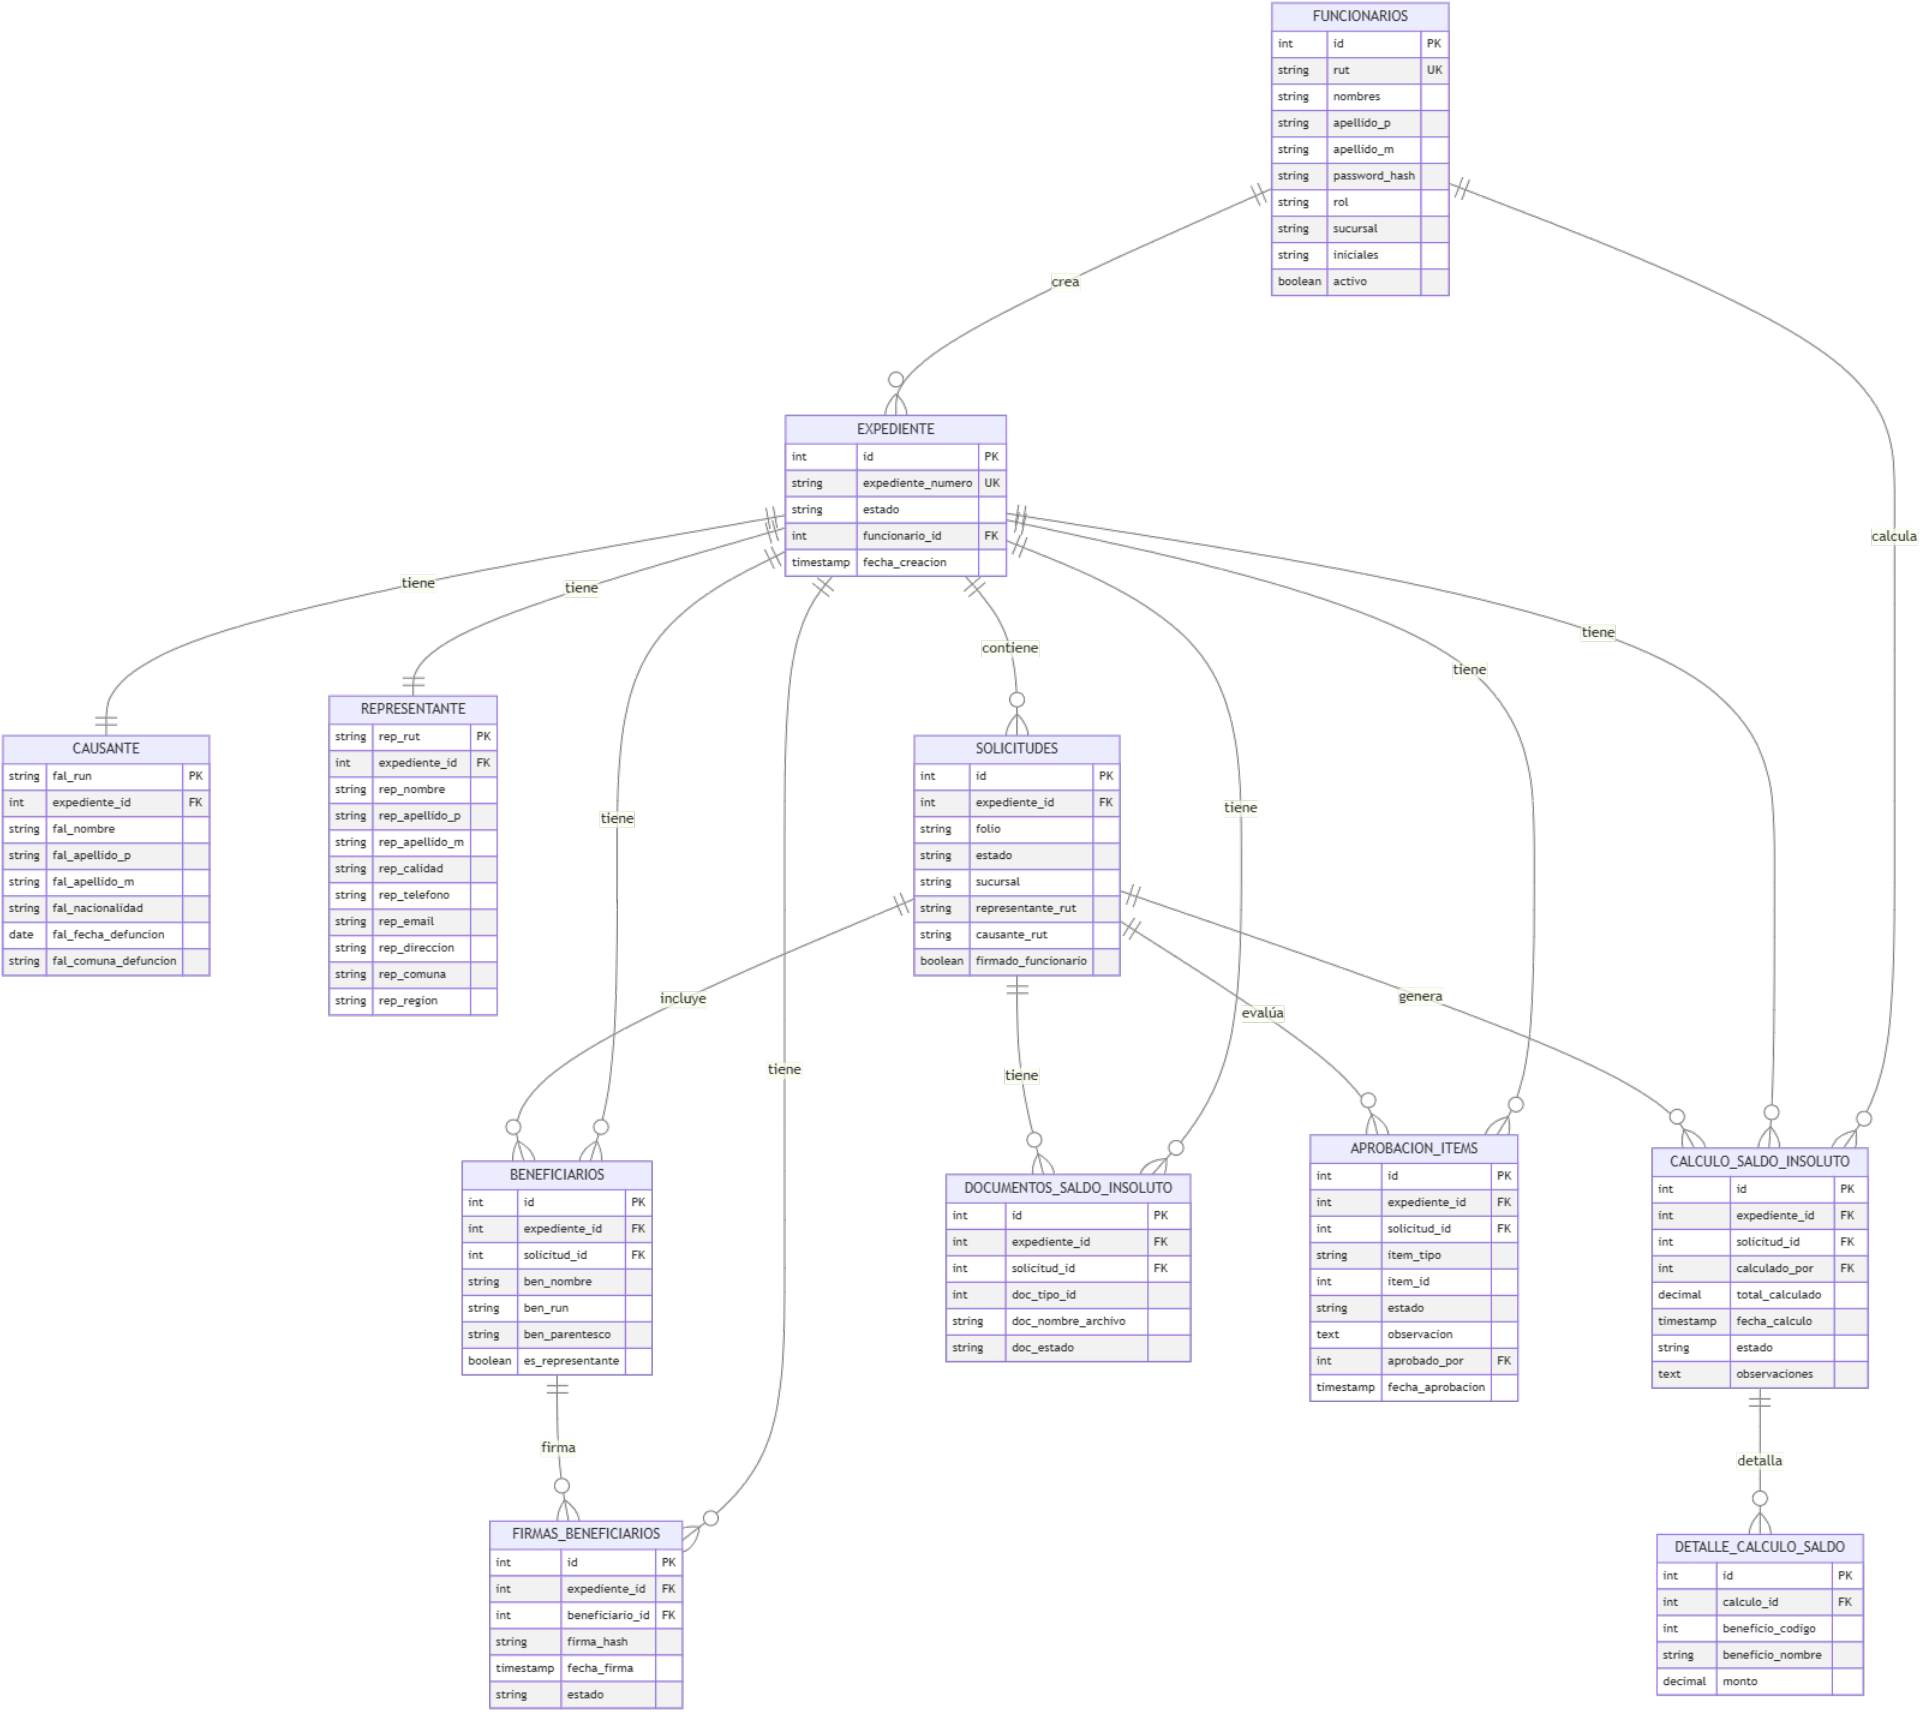 FUNCIONARIOS
int id PK
string rut UK
string nombres
string apellido_p
string apellido_m
string password_hash
string rol
string sucursal
string iniciales
boolean activo
crea
calcula
EXPEDIENTE
int id PK
string expediente_numero UK
string estado
int funcionario_id FK
timestamp fecha_creacion
tiene
tiene
contiene
tiene
tiene
tiene
tiene
tiene
CAUSANTE
string fal_run PK
int expediente_id FK
string fal_nombre
string fal_apellido_p
string fal_apellido_m
string fal_nacionalidad
date fal_fecha_defuncion
string fal_comuna_defuncion
REPRESENTANTE
string rep_rut PK
int expediente_id FK
string rep_nombre
string rep_apellido_p
string rep_apellido_m
string rep_calidad
string rep_telefono
string rep_email
string rep_direccion
string rep_comuna
string rep_region
SOLICITUDES
int id PK
int expediente_id FK
string folio
string estado
string sucursal
string representante_rut
string causante_rut
boolean firmado_funcionario
incluye
tiene
evalúa
genera
BENEFICIARIOS
int id PK
int expediente_id FK
int solicitud_id FK
string ben_nombre
string ben_run
string ben_parentesco
boolean es_representante
DOCUMENTOS_SALDO_INSOLUTO
int id PK
int expediente_id FK
int solicitud_id FK
int doc_tipo_id
string doc_nombre_archivo
string doc_estado
APROBACION_ITEMS
int id PK
int expediente_id FK
int solicitud_id FK
string item_tipo
int item_id
string estado
text observacion
int aprobado_por FK
timestamp fecha_aprobacion
CALCULO_SALDO_INSOLUTO
int id PK
int expediente_id FK
int solicitud_id FK
int calculado_por FK
decimal total_calculado
timestamp fecha_calculo
string estado
text observaciones
firma
detalla
FIRMAS_BENEFICIARIOS
int id PK
int expediente_id FK
int beneficiario_id FK
string firma_hash
timestamp fecha_firma
string estado
DETALLE_CALCULO_SALDO
int id PK
int calculo_id FK
int beneficio_codigo
string beneficio_nombre
decimal monto